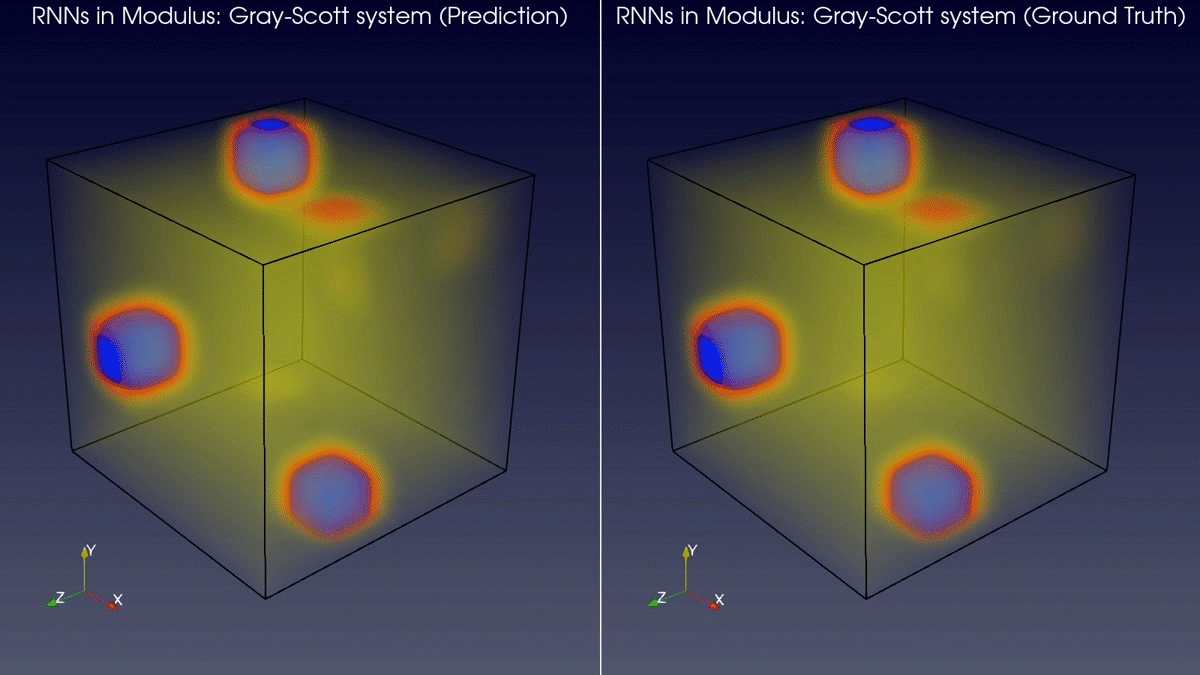 RNNs in Modulus: Gray-Scott system (Prediction)
RNNs in Modulus: Gray-Scott system (Ground Truth)
Y
Z
X
Y
Z
X